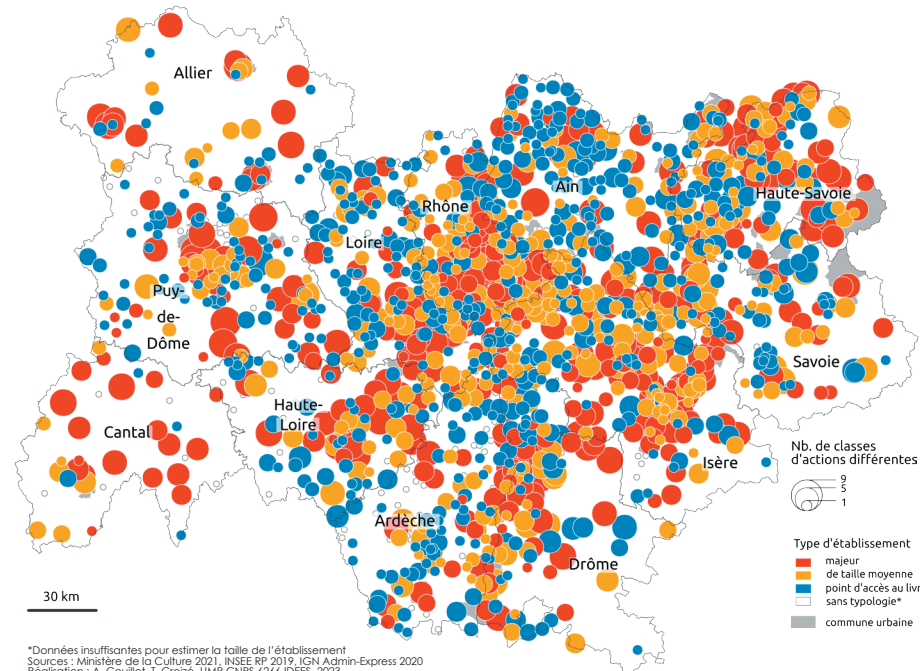 Allier
Ain
Haute-Savoie
Rhône
Loire
Puy-
de-
Dôme
Savoie
Haute-
Loire
Cantal
Isère
Nb. de classes
d'actions différentes
9
5
1
Ardèche
Drôme
Type d'établissement
majeur
de taille moyenne
point d'accès au livr
sans typologie*
commune urbaine
30 km
*Données insuffisantes pour estimer la taille de l'établissement
Sources : Ministère de la Culture 2021, INSEE RP 2019, IGN Admin-Express 2020